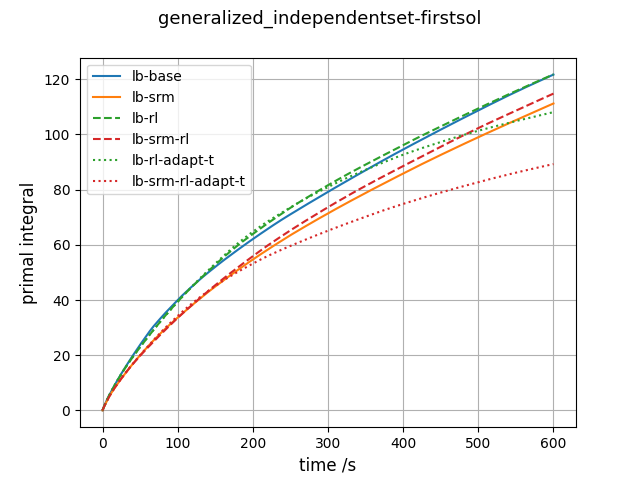 generalized_independentset-firstsol
lb-base
lb-srm
lb-rl
lb-srm-rl
lb-rl-adapt-t
lb-srm-rl-adapt-t
primal integral
120
100
80
60
40
20
0
0 100 200 300 400 500 600
time /s